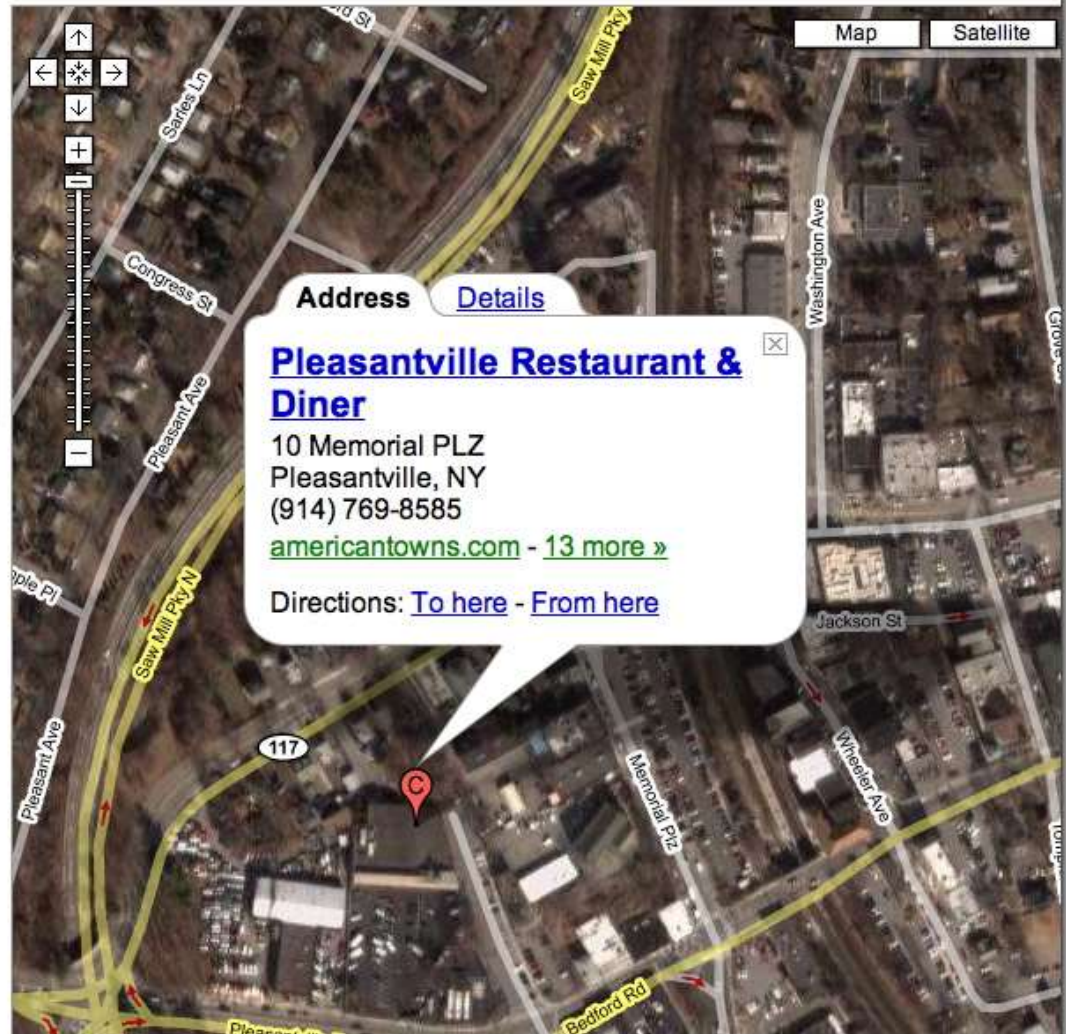 Map
Satellite
Saw Mill Pky
Sarles Ln
Congress St
Washington Ave
Pleasant Ave
Address
Details
Pleasantville Restaurant &
Diner
10 Memorial PLZ
Pleasantville, NY
(914) 769-8585
americantowns.com - 13 more »
Directions: To here - From here
Saw Mill Pky N
Jackson St
117
C
Pleasant Ave
Memorial Plz
Wheeler Ave
Bedford Rd